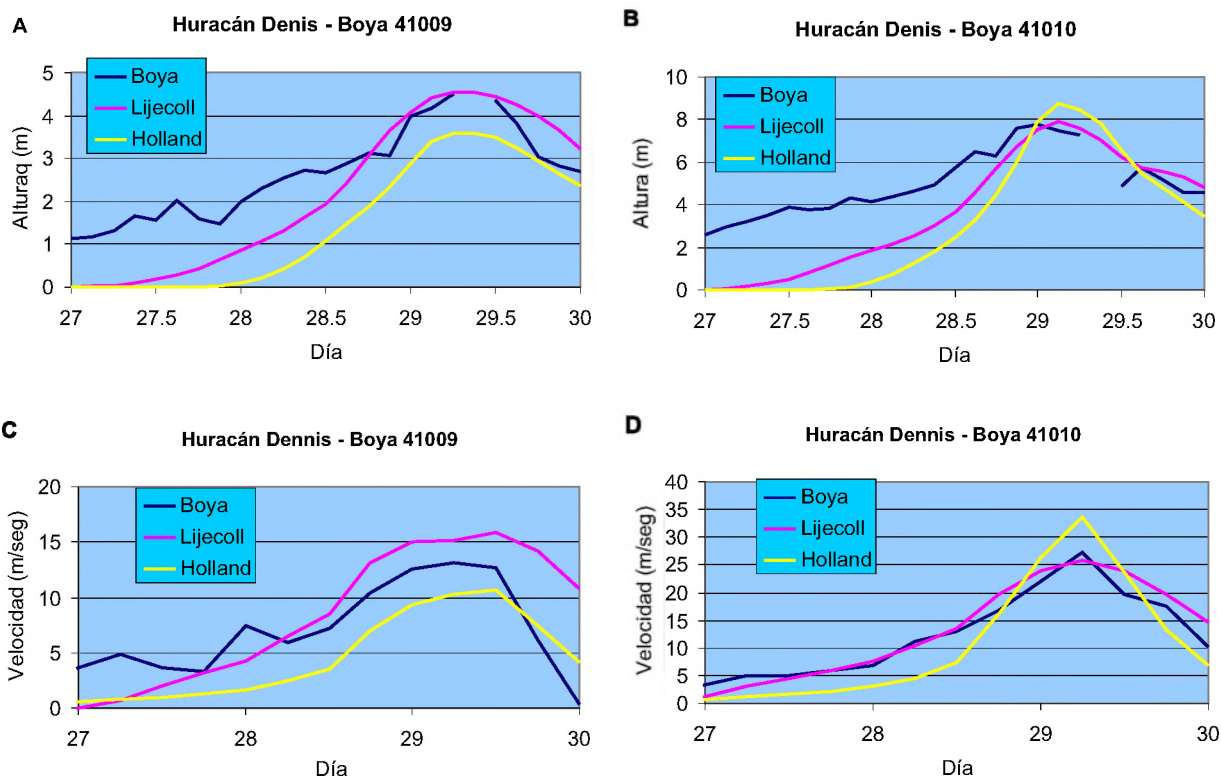 A
Huracán Denis - Boya 41009
Boya
Lijecoll
Holland
Alturaq (m)
5
4
3
2
1
0
27
27.5
28
28.5
29
29.5
30
Día
B
Huracán Denis - Boya 41010
Boya
Lijecoll
Holland
Altura (m)
10
8
6
4
2
0
27
27.5
28
28.5
29
29.5
30
Día
C
Huracán Dennis - Boya 41009
Boya
Lijecoll
Holland
Velocidad (m/seg)
20
15
10
5
0
27
28
29
30
Día
D
Huracán Dennis - Boya 41010
Boya
Lijecoll
Holland
Velocidad (m/seg)
40
35
30
25
20
15
10
5
0
27
28
29
30
Día